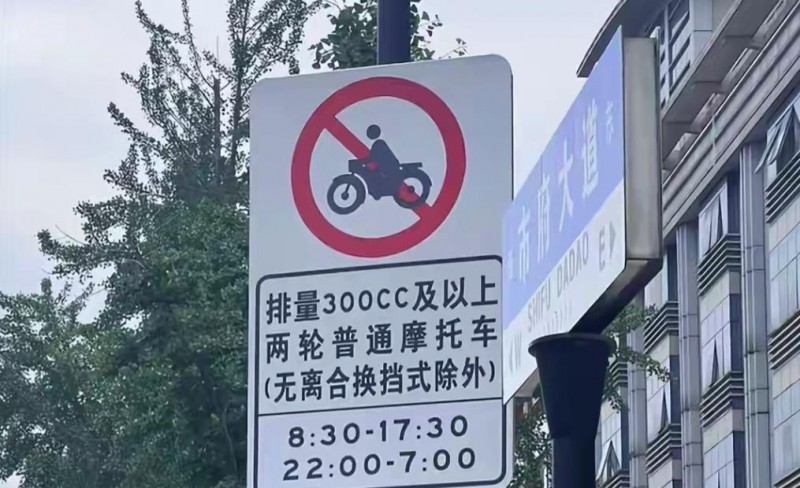 排量300CC及以上
两轮普通摩托车
(无离合换挡式除外)
8:30-17:30
22:00-7:00
市府大道
W SHIFU DADAO E